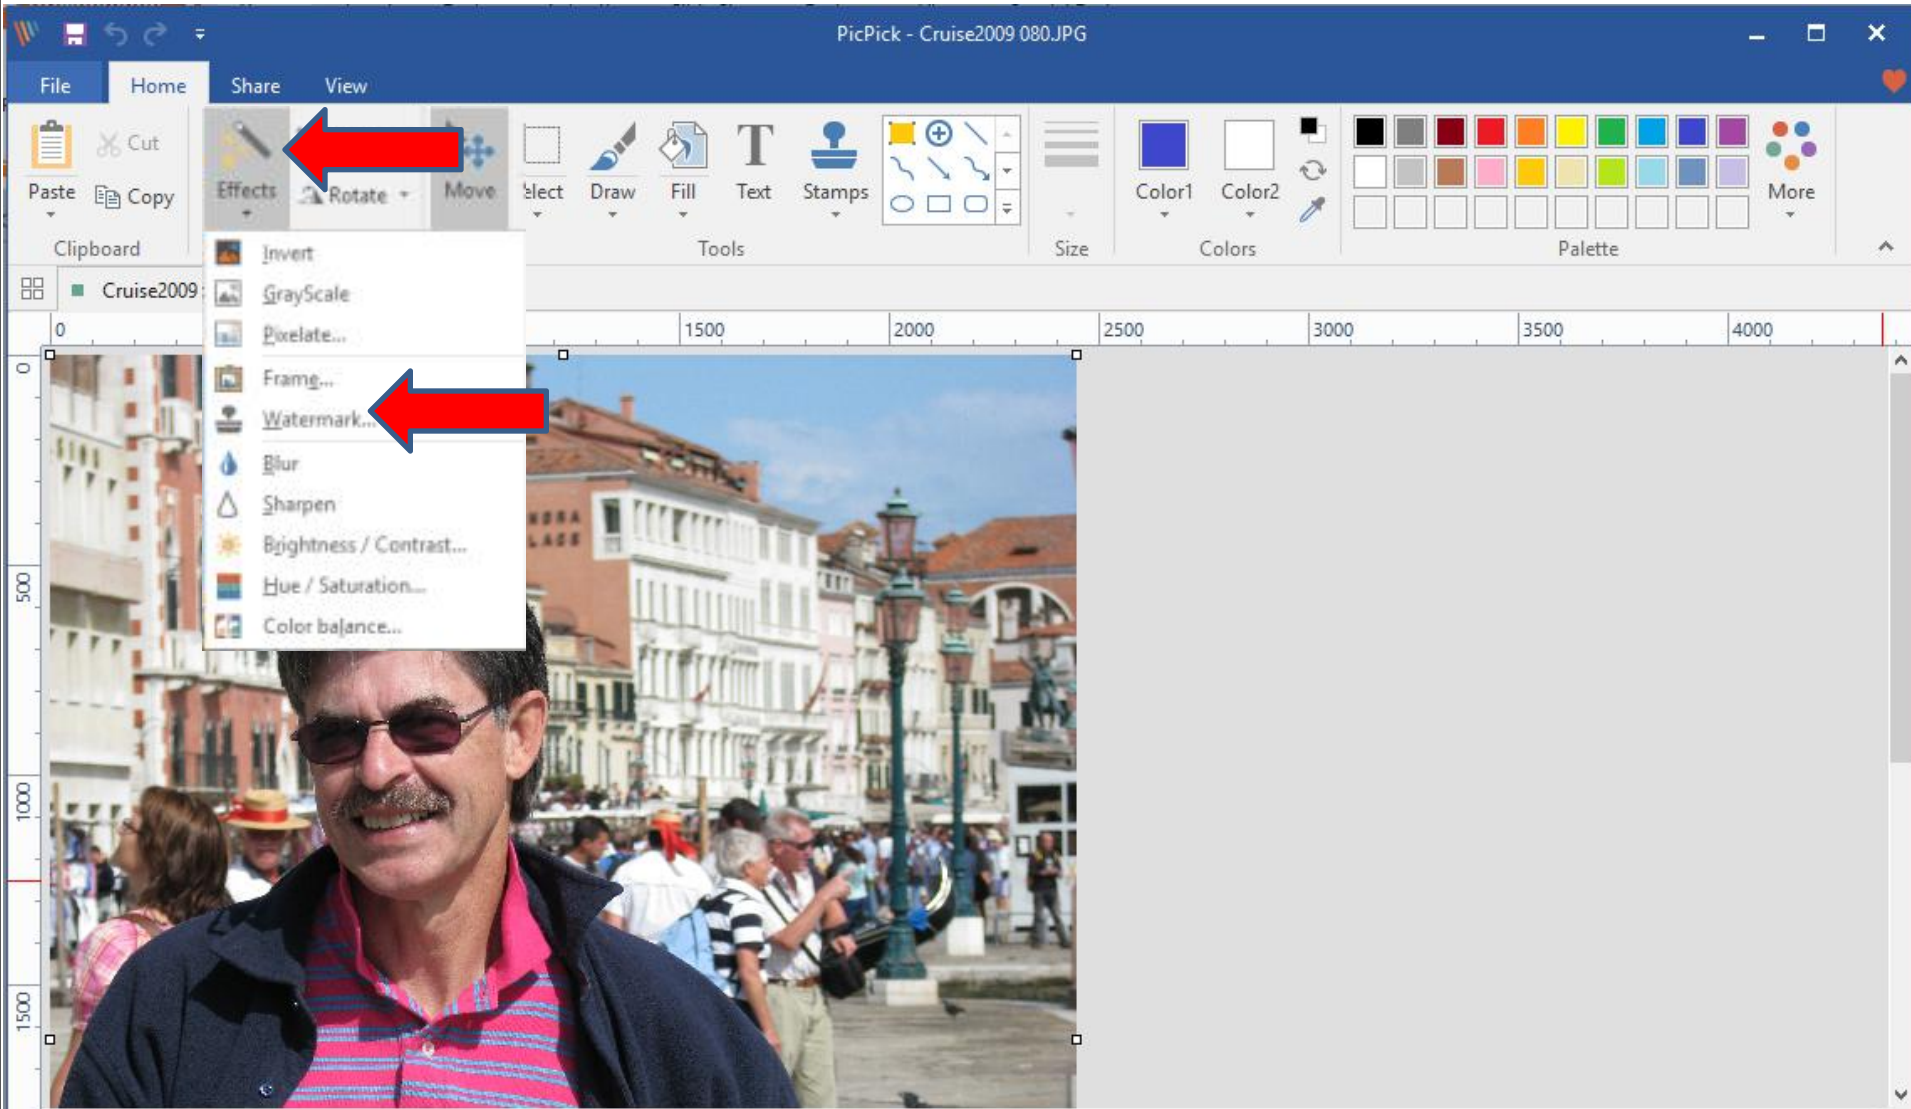 PicPick - Cruise2009 080.JPG
File Home Share View
Cut
Copy
Paste
Effects
Rotate
Move
elect
Draw
Fill
Text
Stamps
Color1
Color2
More
Clipboard
Tools
Size
Colors
Palette
Cruise2009
Invert
GrayScale
Pixelate...
Frame...
Watermark...
Blur
Sharpen
Brightness / Contrast...
Hue / Saturation...
Color balance...
0 1500 2000 2500 3000 3500 4000
0
500
1000
1500